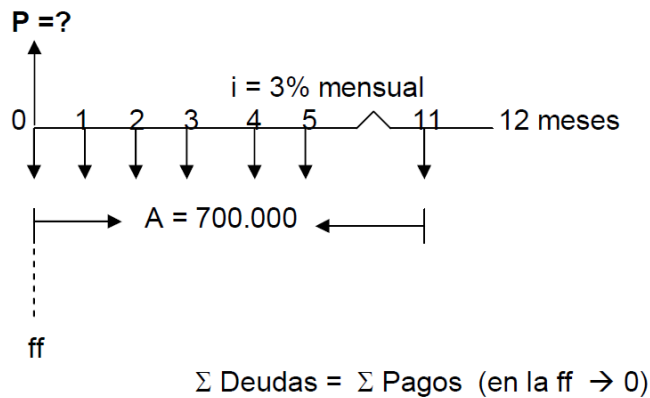 P =?
i = 3% mensual
0 1 2 3 4 5 11 12 meses
A = 700.000
ff
Σ Deudas = Σ Pagos (en la ff → 0)